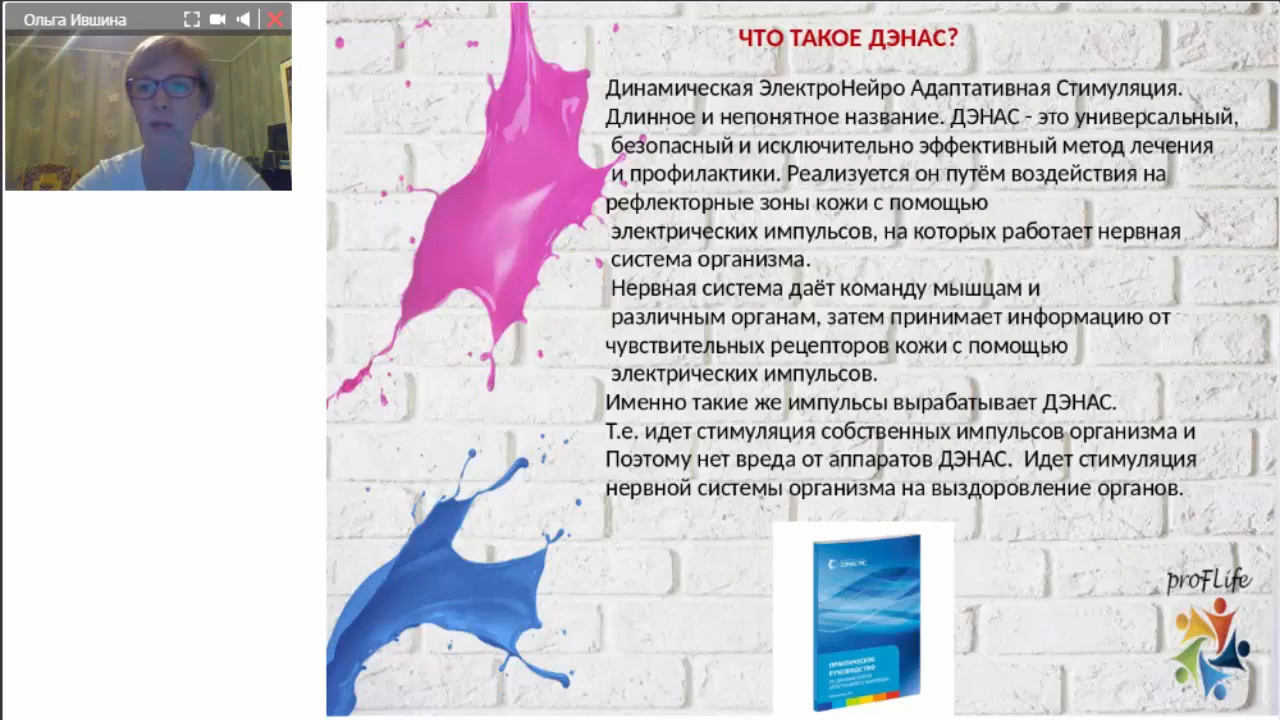 Ольга Ившина
ЧТО ТАКОЕ ДЭНАС?
Динамическая ЭлектроНейро Адаптативная Стимуляция.
Длинное и непонятное название. ДЭНАС - это универсальный,
безопасный и исключительно эффективный метод лечения
и профилактики. Реализуется он путём воздействия на
рефлекторные зоны кожи с помощью
электрических импульсов, на которых работает нервная
система организма.
Нервная система даёт команду мышцам и
различным органам, затем принимает информацию от
чувствительных рецепторов кожи с помощью
электрических импульсов.
Именно такие же импульсы вырабатывает ДЭНАС.
Т.е. идет стимуляция собственных импульсов организма и
Поэтому нет вреда от аппаратов ДЭНАС. Идет стимуляция
нервной системы организма на выздоровление органов.
ДЭНАС МС
ПРАКТИЧЕСКОЕ
РУКОВОДСТВО
proFLife